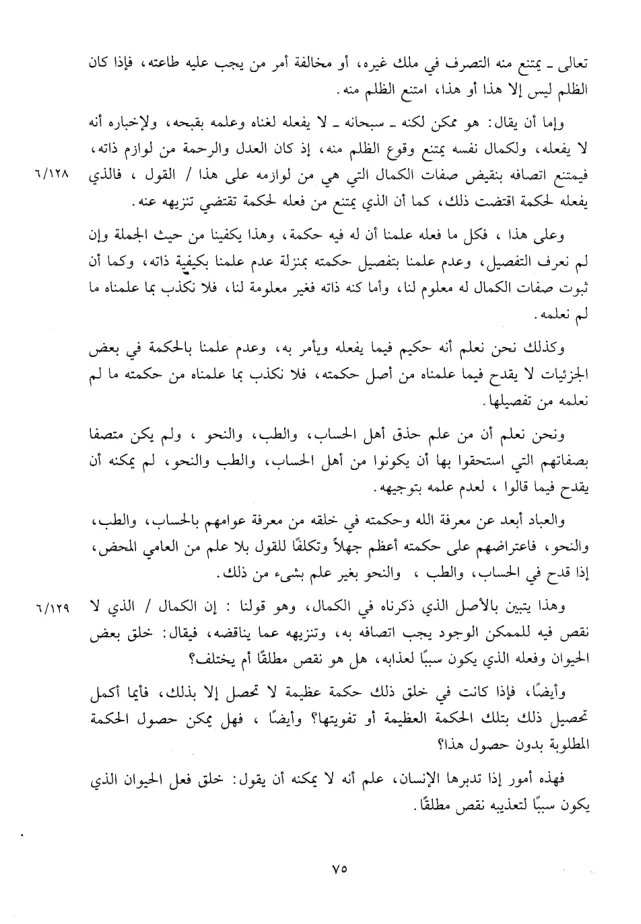 تعالى ـ يمتنع منه التصرف في ملك غيره، أو مخالفة أمر من يجب عليه طاعته، فإذا كان
الظلم ليس إلا هذا أو هذا، امتنع الظلم منه.
وإما أن يقال: هو ممكن لكنه ـ سبحانه ـ لا يفعله لغناه وعلمه بقبحه، ولإخباره أنه
لا يفعله، ولكمال نفسه يمتنع وقوع الظلم منه، إذ كان العدل والرحمة من لوازم ذاته،
فيمتنع اتصافه بنقيض صفات الكمال التي هي من لوازمه على هذا / القول ، فالذي
٦/١٢٨
يفعله لحكمة اقتضت ذلك، كما أن الذي يمتنع من فعله لحكمة تقتضي تنزيهه عنه.
وعلى هذا ، فكل ما فعله علمنا أن له فيه حكمة، وهذا يكفينا من حيث الجملة وإن
لم نعرف التفصيل، وعدم علمنا بتفصيل حكمته بمنزلة عدم علمنا بكيفية ذاته، وكما أن
ثبوت صفات الكمال له معلوم لنا، وأما كنه ذاته فغير معلومة لنا، فلا نكذب بما علمناه ما
لم نعلمه.
وكذلك نحن نعلم أنه حكيم فيما يفعله ويأمر به، وعدم علمنا بالحكمة في بعض
الجزئيات لا يقدح فيما علمناه من أصل حكمته، فلا نكذب بما علمناه من حكمته ما لم
نعلمه من تفصيلها.
ونحن نعلم أن من علم حذق أهل الحساب، والطب، والنحو ، ولم يكن متصفا
بصفاتهم التي استحقوا بها أن يكونوا من أهل الحساب، والطب والنحو، لم يمكنه أن
يقدح فيما قالوا ، لعدم علمه بتوجيهه.
والعباد أبعد عن معرفة الله وحكمته في خلقه من معرفة عوامهم بالحساب، والطب،
والنحو، فاعتراضهم على حكمته أعظم جهلاً وتكلفًا للقول بلا علم من العامي المحض،
إذا قدح في الحساب، والطب ، والنحو بغير علم بشىء من ذلك.
وهذا يتبين بالأصل الذي ذكرناه في الكمال، وهو قولنا : إن الكمال / الذي لا
٦/١٢٩
نقص فيه للممكن الوجود يجب اتصافه به، وتنزيهه عما يناقضه، فيقال: خلق بعض
الحيوان وفعله الذي يكون سببًا لعذابه، هل هو نقص مطلقًا أم يختلف؟
وأيضًا، فإذا كانت في خلق ذلك حكمة عظيمة لا تحصل إلا بذلك، فأيما أكمل
تحصيل ذلك بتلك الحكمة العظيمة أو تفويتها؟ وأيضًا ، فهل يمكن حصول الحكمة
المطلوبة بدون حصول هذا؟
فهذه أمور إذا تدبرها الإنسان، علم أنه لا يمكنه أن يقول: خلق فعل الحيوان الذي
يكون سببًا لتعذيبه نقص مطلقًا.
٧٥